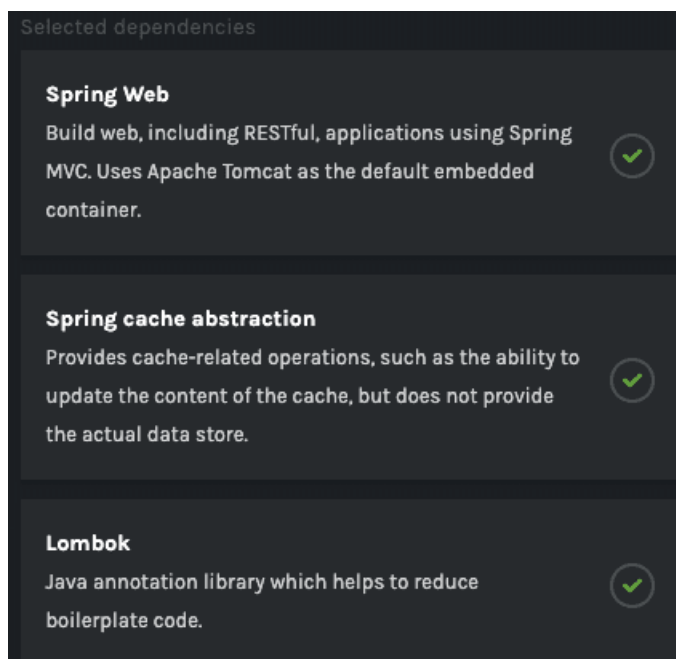 Selected dependencies
Spring Web
Build web, including RESTful, applications using Spring
MVC. Uses Apache Tomcat as the default embedded
container.
Spring cache abstraction
Provides cache-related operations, such as the ability to
update the content of the cache, but does not provide
the actual data store.
Lombok
Java annotation library which helps to reduce
boilerplate code.